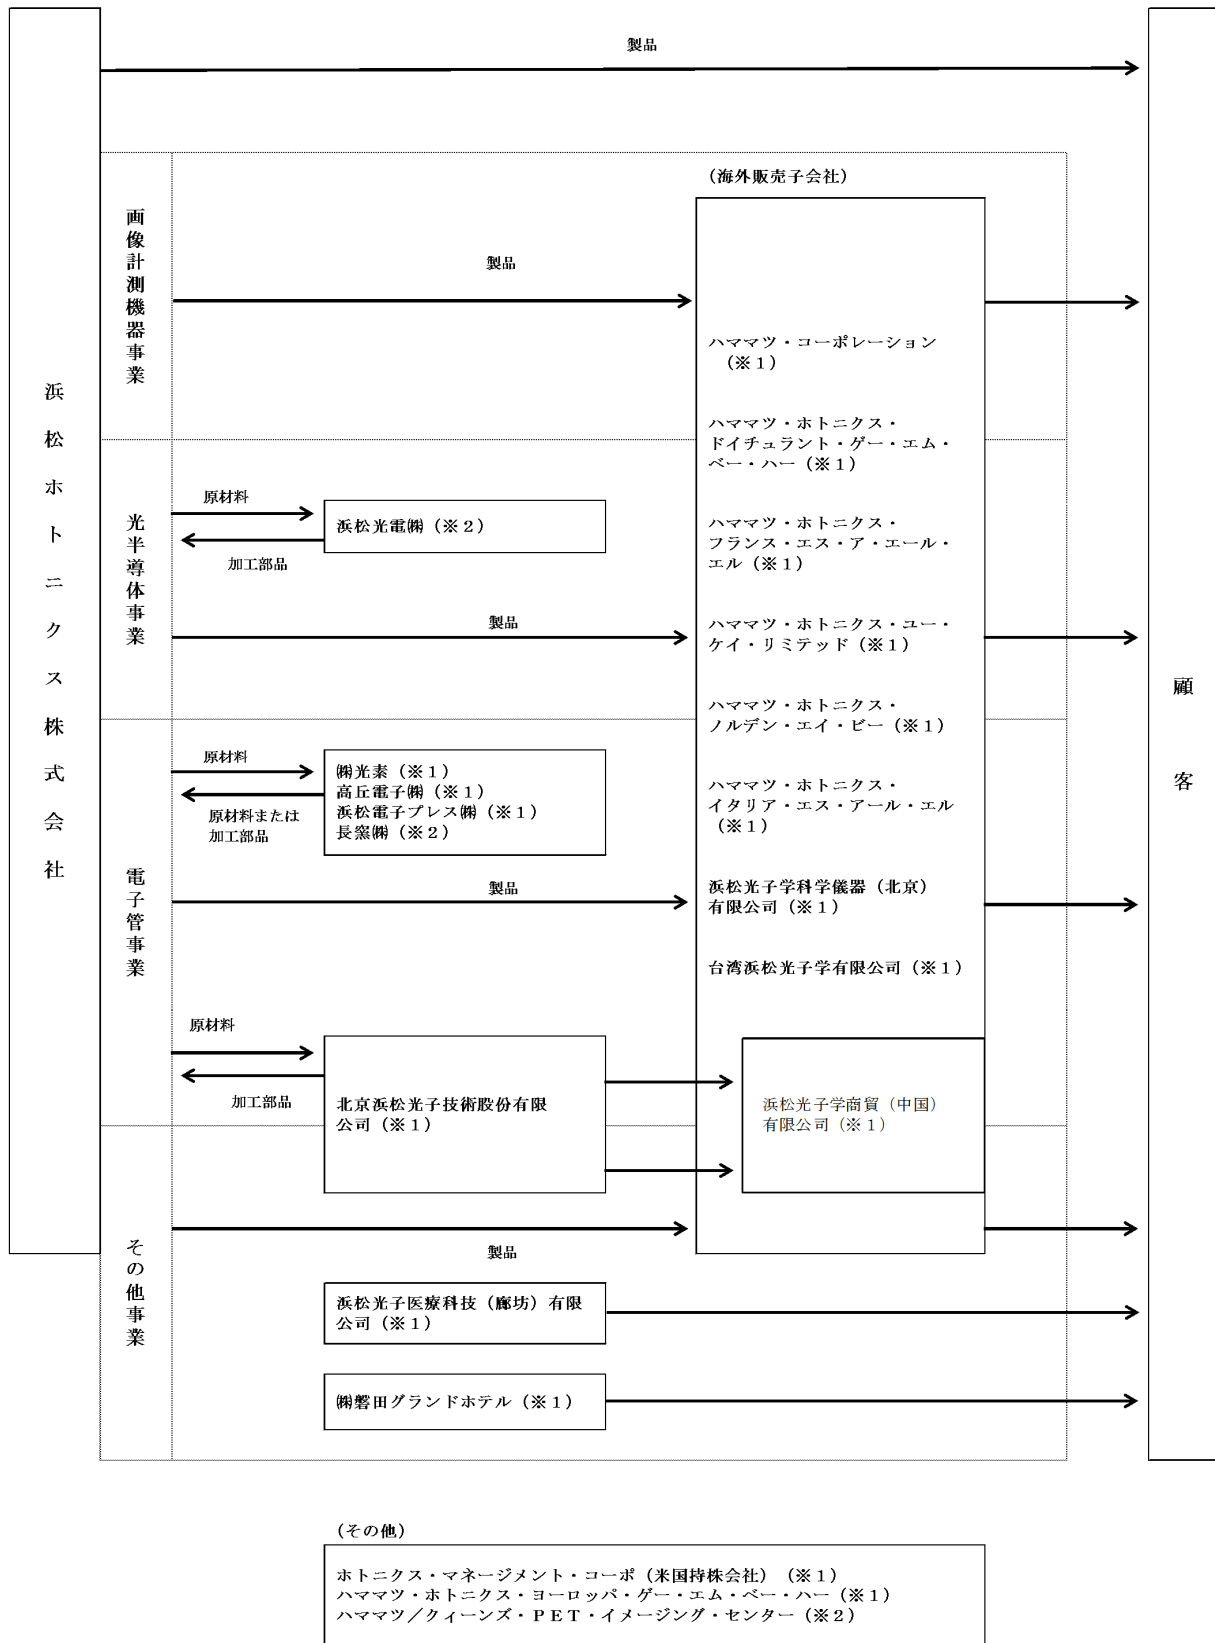 製品
浜松ホトニクス株式会社
顧客
(海外販売子会社)
画像計測機器事業
製品
ハママツ・コーポレーション
(※1)
ハママツ・ホトニクス・
ドイチュラント・ゲー・エム・
ベー・ハー(※1)
ハママツ・ホトニクス・
フランス・エス・ア・エール・
エル(※1)
ハママツ・ホトニクス・ユー・
ケイ・リミテッド(※1)
ハママツ・ホトニクス・
ノルデン・エイ・ビー(※1)
ハママツ・ホトニクス・
イタリア・エス・アール・エル
(※1)
浜松光子学科学儀器(北京)
有限公司(※1)
台湾浜松光子学有限公司(※1)
光半導体事業
原材料
浜松光電㈱(※2)
加工部品
製品
電子管事業
原材料
㈱光素(※1)
高丘電子㈱(※1)
浜松電子プレス㈱(※1)
長窯㈱(※2)
原材料または
加工部品
製品
原材料
加工部品
北京浜松光子技術股份有限
公司(※1)
浜松光子学商貿(中国)
有限公司(※1)
その他事業
製品
浜松光子医療科技(廊坊)有限
公司(※1)
㈱磐田グランドホテル(※1)
(その他)
ホトニクス・マネージメント・コーポ(米国持株会社)(※1)
ハママツ・ホトニクス・ヨーロッパ・ゲー・エム・ベー・ハー(※1)
ハママツ/クィーンズ・PET・イメージング・センター(※2)